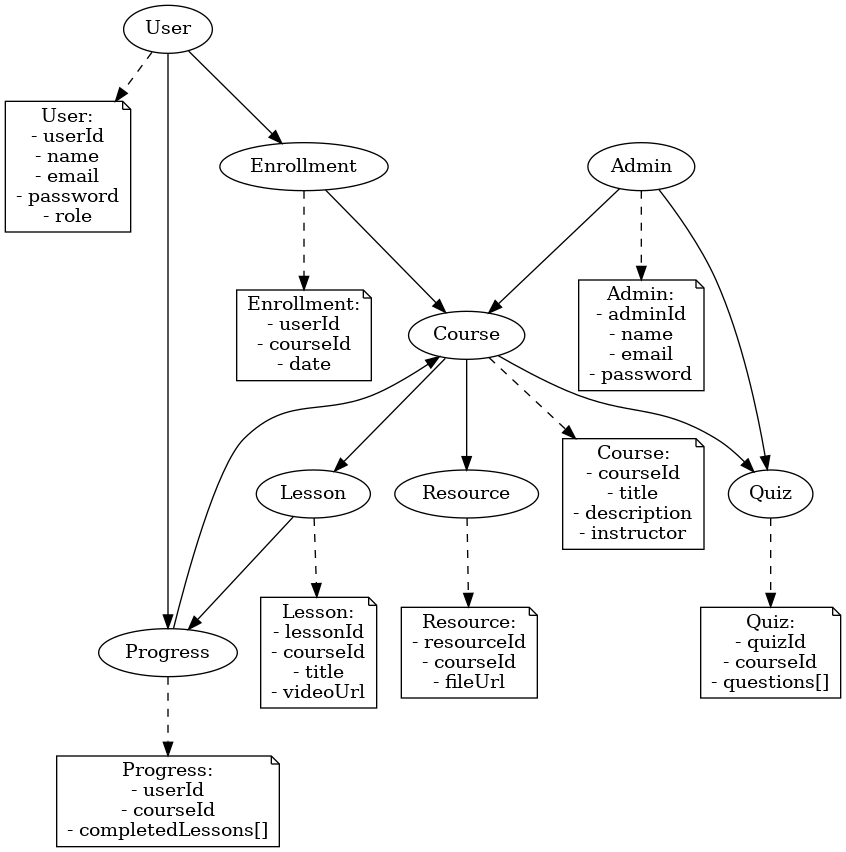 User
User:
- userId
- name
- email
- password
- role
Enrollment
Admin
Enrollment:
- userId
- courseId
- date
Admin:
- adminId
- name
- email
- password
Course
Course:
- courseId
- title
- description
- instructor
Lesson
Resource
Quiz
Lesson:
- lessonId
- courseId
- title
- videoUrl
Resource:
- resourceId
- courseId
- fileUrl
Quiz:
- quizId
- courseId
- questions[]
Progress
Progress:
- userId
- courseId
- completedLessons[]